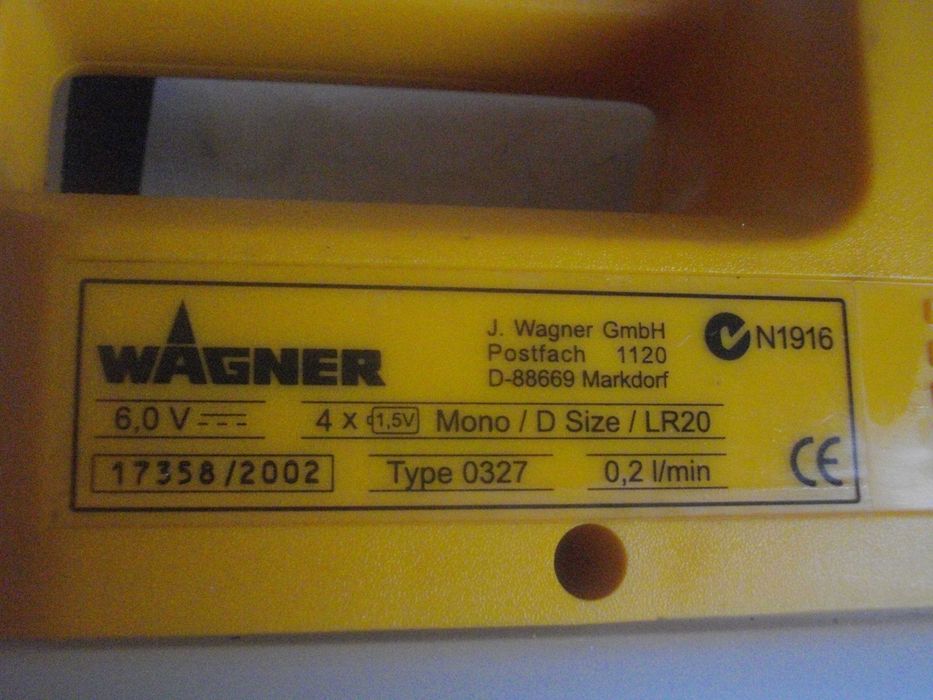 WAGNER
J. Wagner GmbH
Postfach 1120
D-88669 Markdorf
N1916
6,0 V
4 x 1,5V Mono / D Size / LR20
17358/2002
Type 0327
0,2 l/min
CE